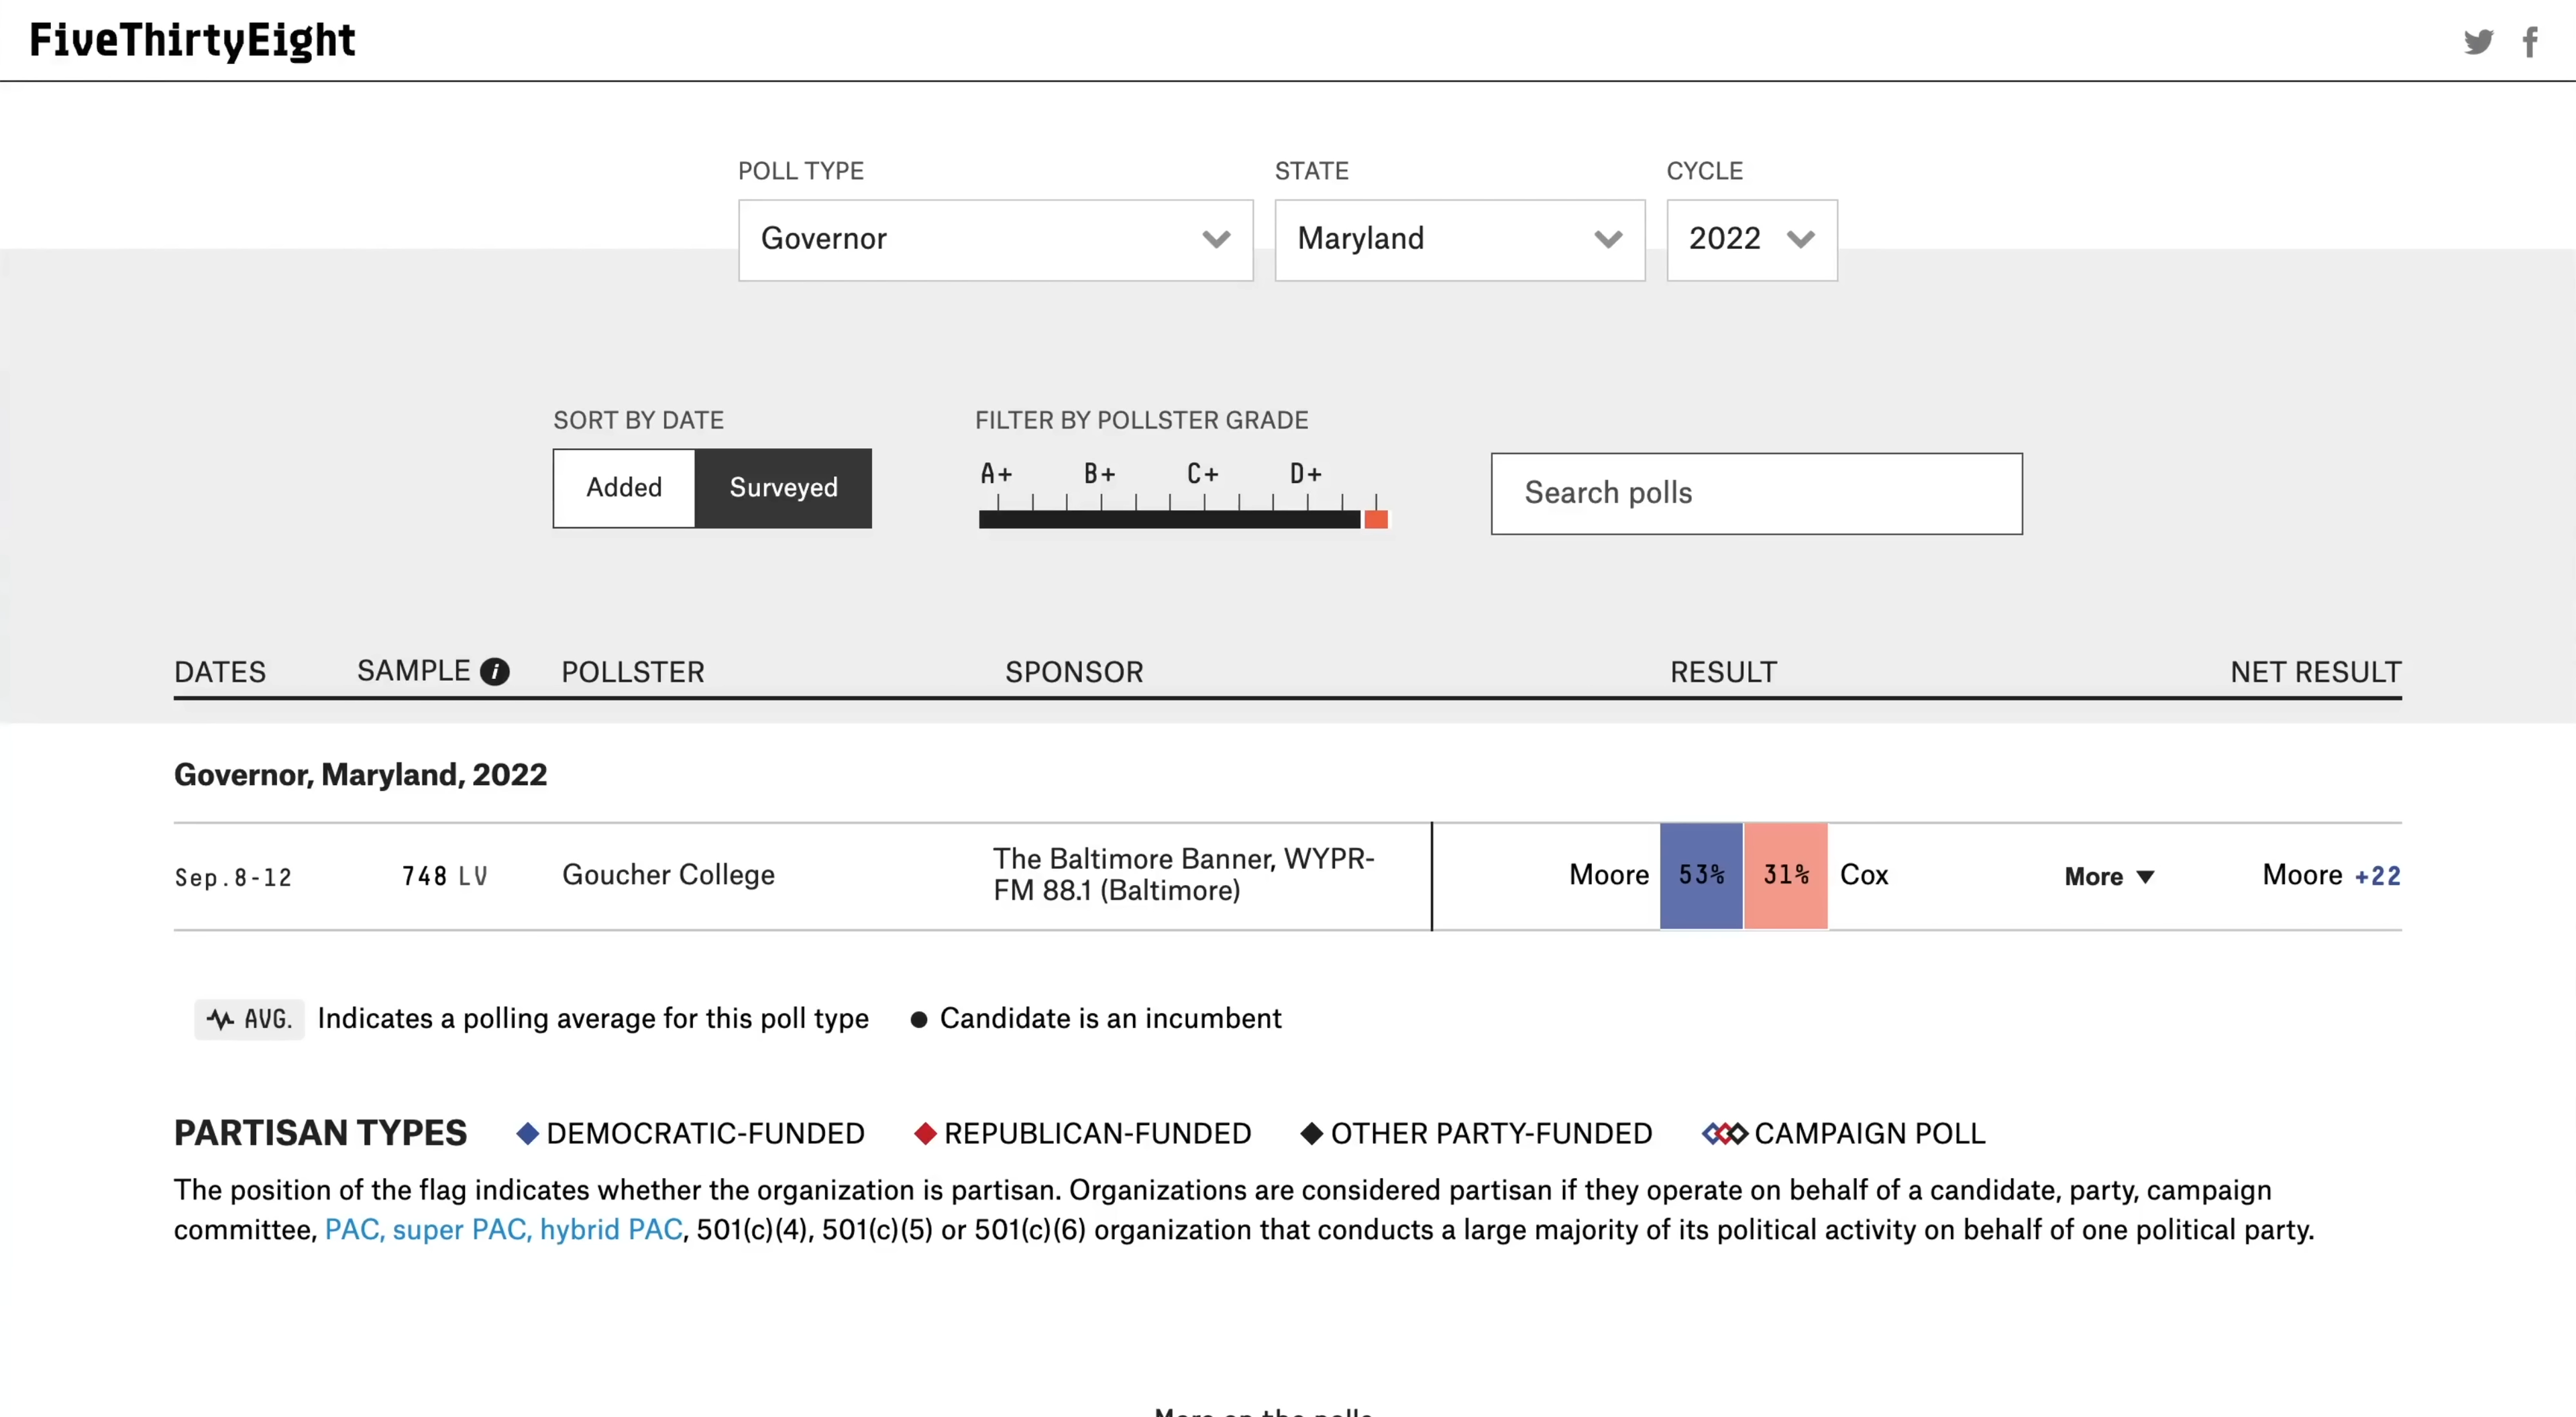 FiveThirtyEight
POLL TYPE STATE CYCLE
Governor Maryland 2022
SORT BY DATE FILTER BY POLLSTER GRADE
A+ B+ C+ D+
Added Surveyed Search polls
DATES SAMPLE i POLLSTER SPONSOR RESULT NET RESULT
Governor, Maryland, 2022
Sep.8-12 748 LV Goucher College The Baltimore Banner, WYPR-
FM 88.1 (Baltimore) Moore 53% 31% Cox More ▼ Moore +22
AVG. Indicates a polling average for this poll type ● Candidate is an incumbent
PARTISAN TYPES ◆ DEMOCRATIC-FUNDED ◆ REPUBLICAN-FUNDED ◆ OTHER PARTY-FUNDED CAMPAIGN POLL
The position of the flag indicates whether the organization is partisan. Organizations are considered partisan if they operate on behalf of a candidate, party, campaign
committee, PAC, super PAC, hybrid PAC, 501(c)(4), 501(c)(5) or 501(c)(6) organization that conducts a large majority of its political activity on behalf of one political party.
More on the polls